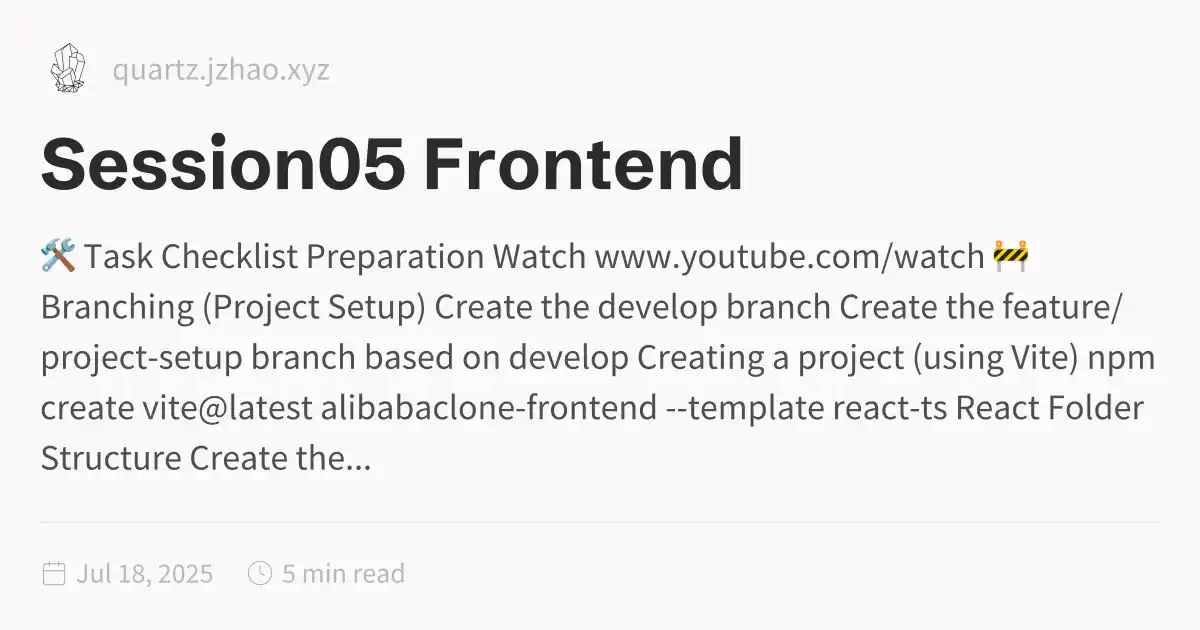 quartz.jzhao.xyz
Session05 Frontend
🛠️ Task Checklist Preparation Watch www.youtube.com/watch 🚧
Branching (Project Setup) Create the develop branch Create the feature/
project-setup branch based on develop Creating a project (using Vite) npm
create vite@latest alibabaclone-frontend --template react-ts React Folder
Structure Create the...
Jul 18, 2025
5 min read